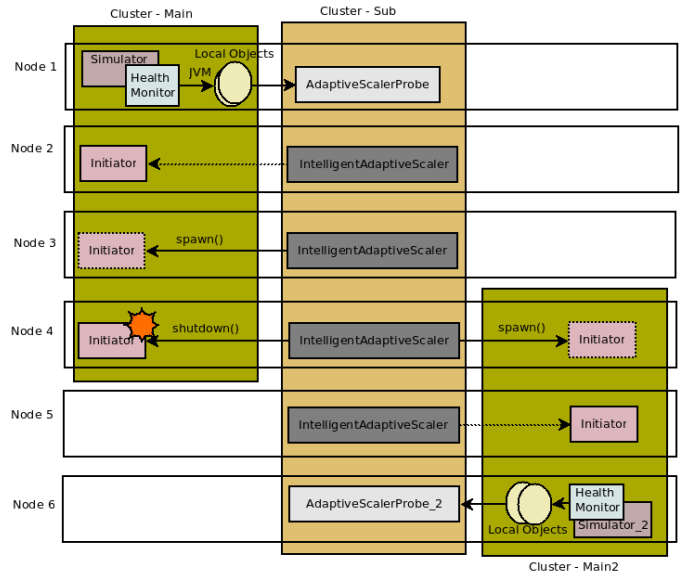 Cluster - Main
Cluster - Sub
Node 1
Simulator
Health
Monitor
JVM
Local Objects
AdaptiveScalerProbe
Node 2
Initiator
IntelligentAdaptiveScaler
Node 3
Initiator
spawn()
IntelligentAdaptiveScaler
Node 4
Initiator
shutdown()
IntelligentAdaptiveScaler
spawn()
Initiator
Node 5
IntelligentAdaptiveScaler
Initiator
Node 6
AdaptiveScalerProbe_2
Local Objects
Health
Monitor
Simulator_2
Cluster - Main2